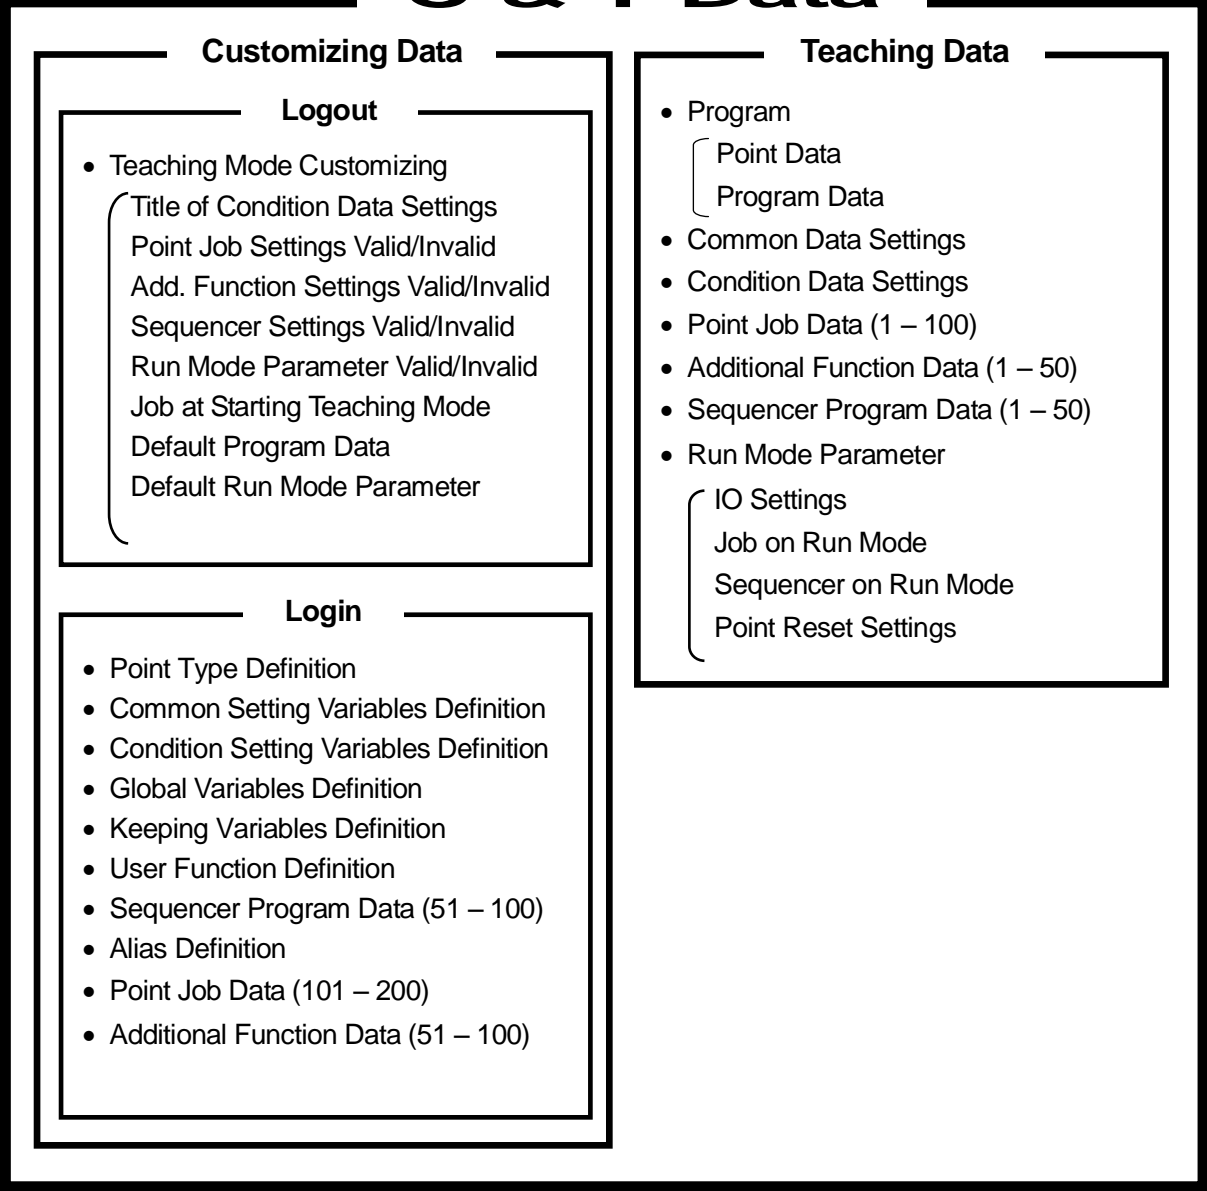 C & T Data
Customizing Data
Logout
• Teaching Mode Customizing
Title of Condition Data Settings
Point Job Settings Valid/Invalid
Add. Function Settings Valid/Invalid
Sequencer Settings Valid/Invalid
Run Mode Parameter Valid/Invalid
Job at Starting Teaching Mode
Default Program Data
Default Run Mode Parameter
Login
• Point Type Definition
• Common Setting Variables Definition
• Condition Setting Variables Definition
• Global Variables Definition
• Keeping Variables Definition
• User Function Definition
• Sequencer Program Data (51 – 100)
• Alias Definition
• Point Job Data (101 – 200)
• Additional Function Data (51 – 100)
Teaching Data
• Program
Point Data
Program Data
• Common Data Settings
• Condition Data Settings
• Point Job Data (1 – 100)
• Additional Function Data (1 – 50)
• Sequencer Program Data (1 – 50)
• Run Mode Parameter
IO Settings
Job on Run Mode
Sequencer on Run Mode
Point Reset Settings